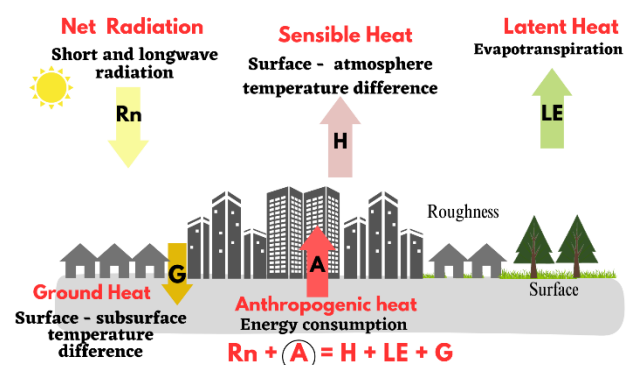 Net Radiation
Short and longwave
radiation
Rn
Sensible Heat
Surface - atmosphere
temperature difference
H
Latent Heat
Evapotranspiration
LE
Roughness
G
A
Surface
Ground Heat
Surface - subsurface
temperature
difference
Anthropogenic heat
Energy consumption
Rn + A = H + LE + G